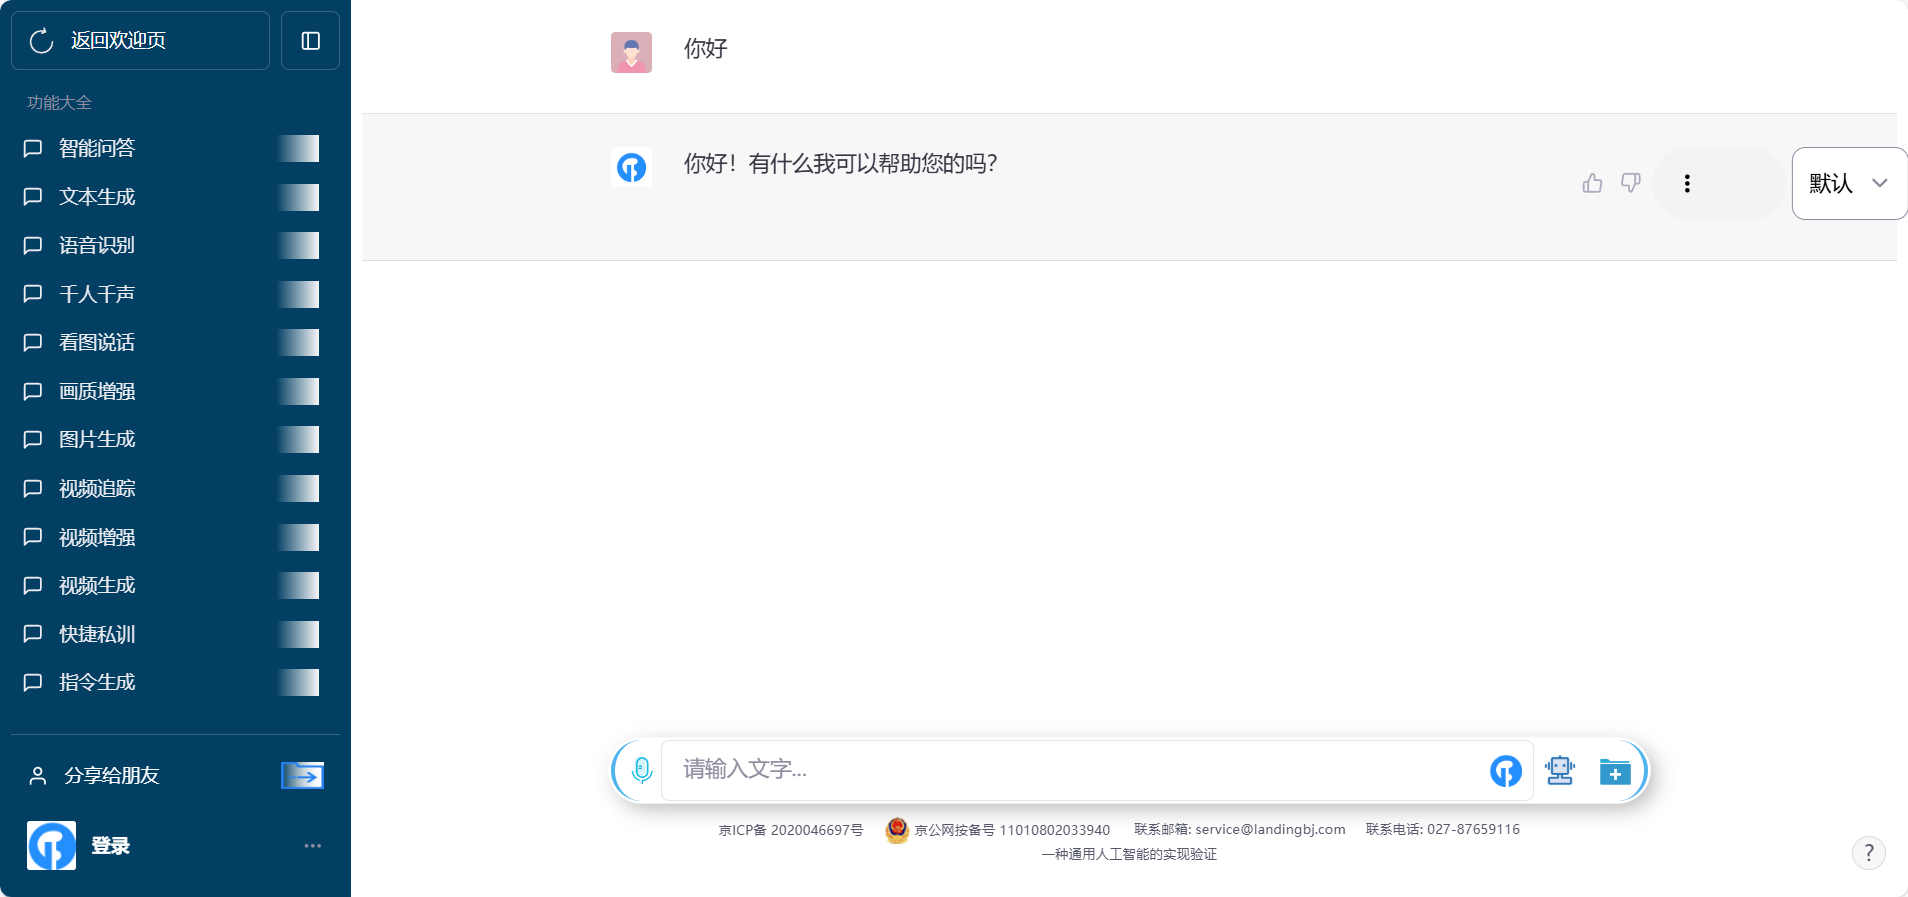 返回欢迎页
功能大全
智能问答
文本生成
语音识别
千人千声
看图说话
画质增强
图片生成
视频追踪
视频增强
视频生成
快捷私训
指令生成
分享给朋友
登录
你好
你好！有什么我可以帮助您的吗？
默认
请输入文字...
京ICP备 2020046697号 京公网按备号 11010802033940 联系邮箱: service@landingbj.com 联系电话: 027-87659116
一种通用人工智能的实现验证
?